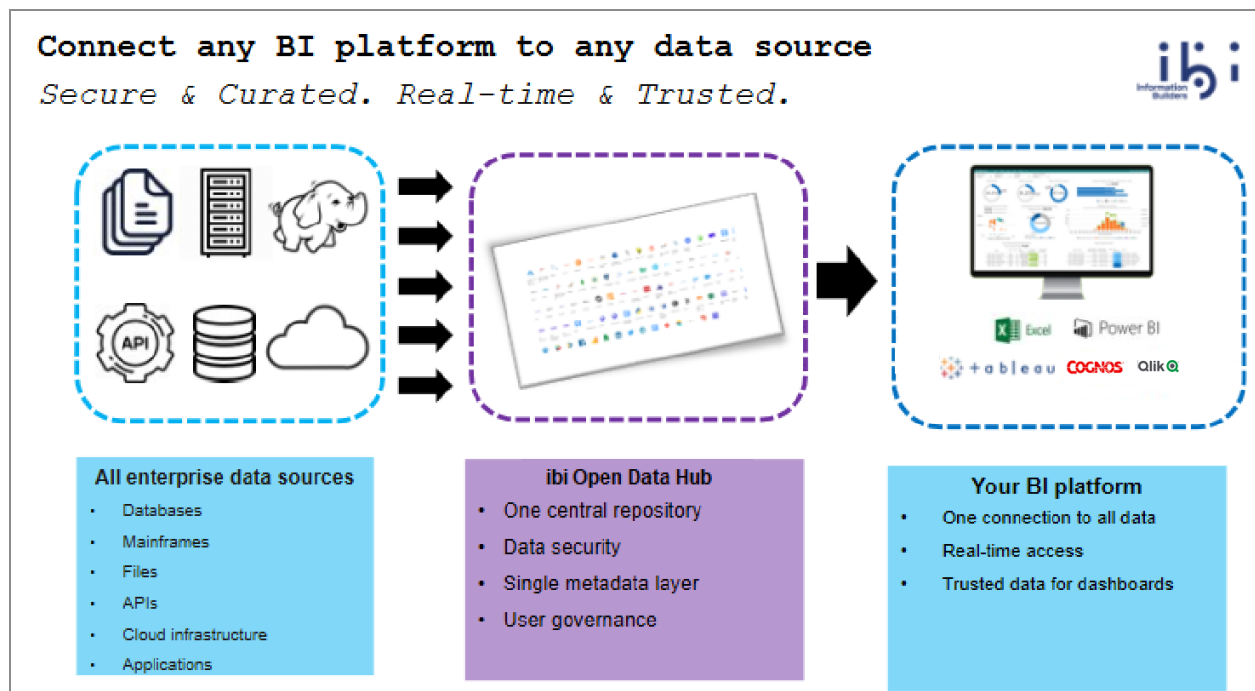 Connect any BI platform to any data source
Secure & Curated. Real-time & Trusted.
ibi
Information
Builders
API
Excel
Power BI
+ableau
COGNOS
Qlik
All enterprise data sources
• Databases
• Mainframes
• Files
• APIs
• Cloud infrastructure
• Applications
ibi Open Data Hub
• One central repository
• Data security
• Single metadata layer
• User governance
Your BI platform
• One connection to all data
• Real-time access
• Trusted data for dashboards